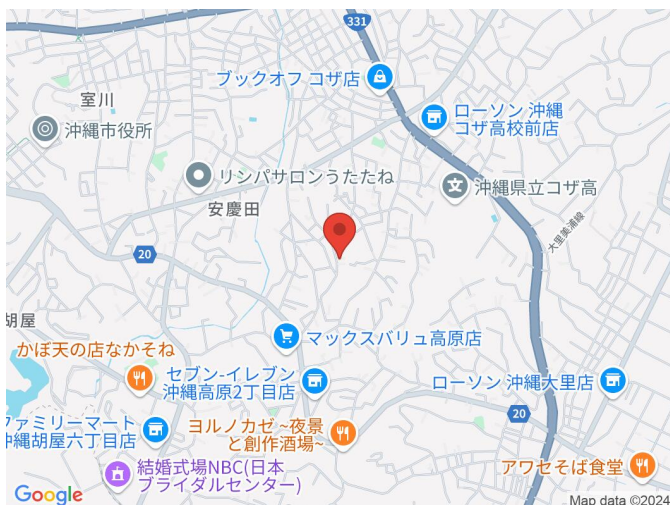 331
ブックオフ コザ店
室川
沖縄市役所
ローソン 沖縄
コザ高校前店
リンパサロンうたたね
沖縄県立コザ高
安慶田
大里美浦線
20
胡屋
マックスバリュ高原店
かぼ天の店なかそね
セブン-イレブン
沖縄高原2丁目店
ローソン 沖縄大里店
20
ファミリーマート
沖縄胡屋六丁目店
ヨルノカゼ ~夜景
と創作酒場~
アワセそば食堂
結婚式場NBC(日本
ブライダルセンター)
Google
Map data ©2024